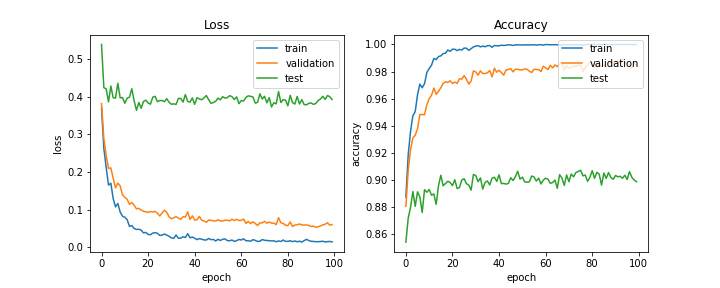 Loss
train
validation
test
0.5
0.4
0.3
0.2
0.1
0.0
loss
0 20 40 60 80 100
epoch
Accuracy
train
validation
test
1.00
0.98
0.96
0.94
0.92
0.90
0.88
0.86
accuracy
0 20 40 60 80 100
epoch